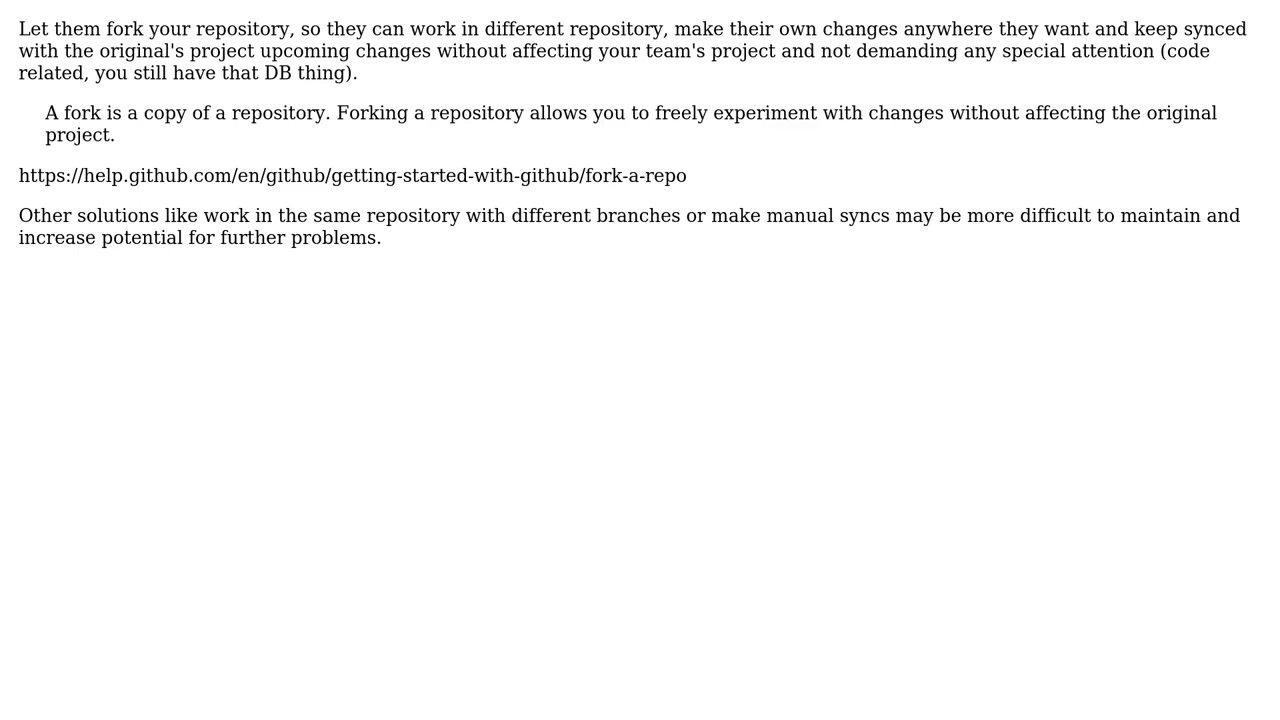 Let them fork your repository, so they can work in different repository, make their own changes anywhere they want and keep synced
with the original's project upcoming changes without affecting your team's project and not demanding any special attention (code
related, you still have that DB thing).
A fork is a copy of a repository. Forking a repository allows you to freely experiment with changes without affecting the original
project.
https://help.github.com/en/github/getting-started-with-github/fork-a-repo
Other solutions like work in the same repository with different branches or make manual syncs may be more difficult to maintain and
increase potential for further problems.